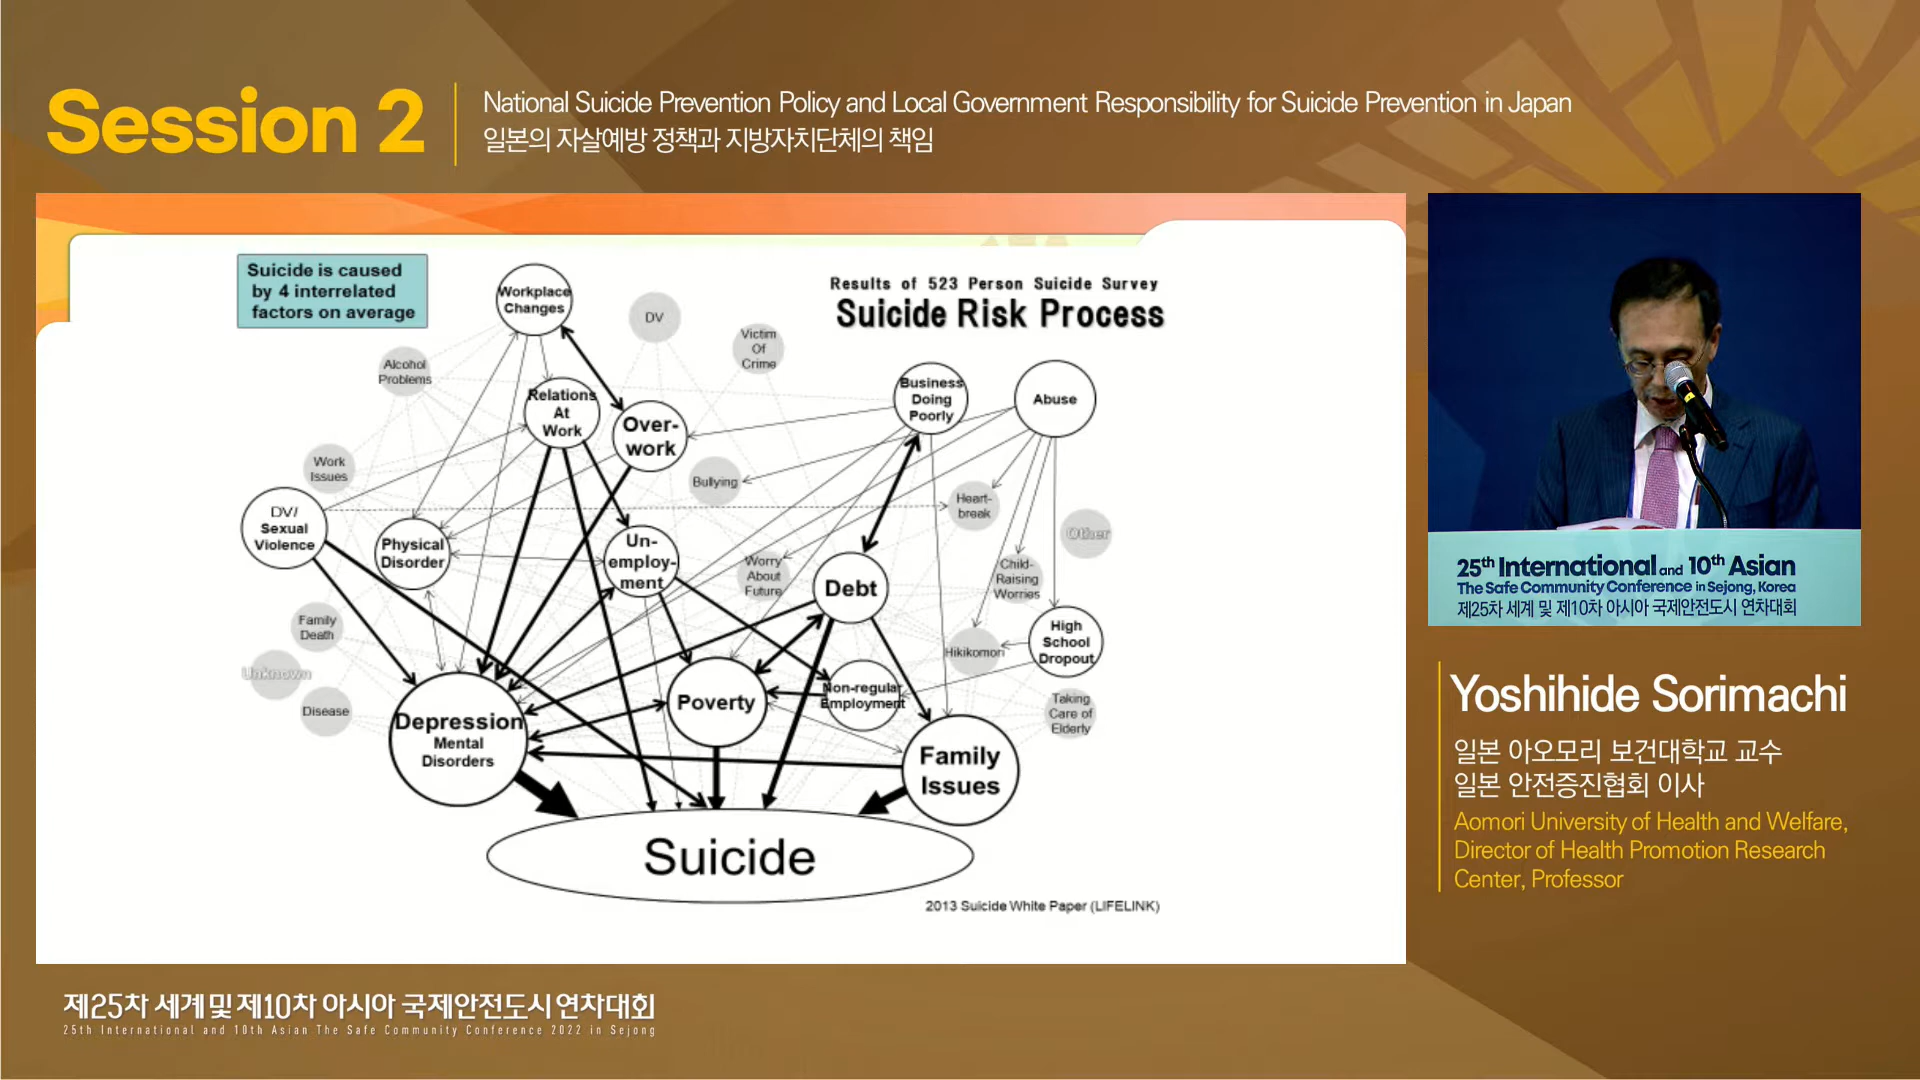 Session 2
National Suicide Prevention Policy and Local Government Responsibility for Suicide Prevention in Japan
일본의 자살예방 정책과 지방자치단체의 책임
Suicide is caused
by 4 interrelated
factors on average
Results of 523 Person Suicide Survey
Suicide Risk Process
Workplace
Changes
DV
Victim
Of
Crime
Alcohol
Problems
Relations
At
Work
Over-
work
Business
Doing
Poorly
Abuse
Work
Issues
Bullying
Heart-
break
DV/
Sexual
Violence
Physical
Disorder
Un-
employ-
ment
Worry
About
Future
Debt
Child-
Raising
Worries
Other
Family
Death
High
School
Dropout
Hikikomori
Unknown
Disease
Depression
Mental
Disorders
Poverty
Non-regular
Employment
Taking
Care of
Elderly
Family
Issues
Suicide
2013 Suicide White Paper (LIFELINK)
25th International and 10th Asian
The Safe Community Conference in Sejong, Korea
제25차 세계 및 제10차 아시아 국제안전도시 연차대회
Yoshihide Sorimachi
일본 아오모리 보건대학교 교수
일본 안전증진협회 이사
Aomori University of Health and Welfare,
Director of Health Promotion Research
Center, Professor
제25차 세계 및 제10차 아시아 국제안전도시 연차대회
25th International and 10th Asian The Safe Community Conference 2022 in Sejong